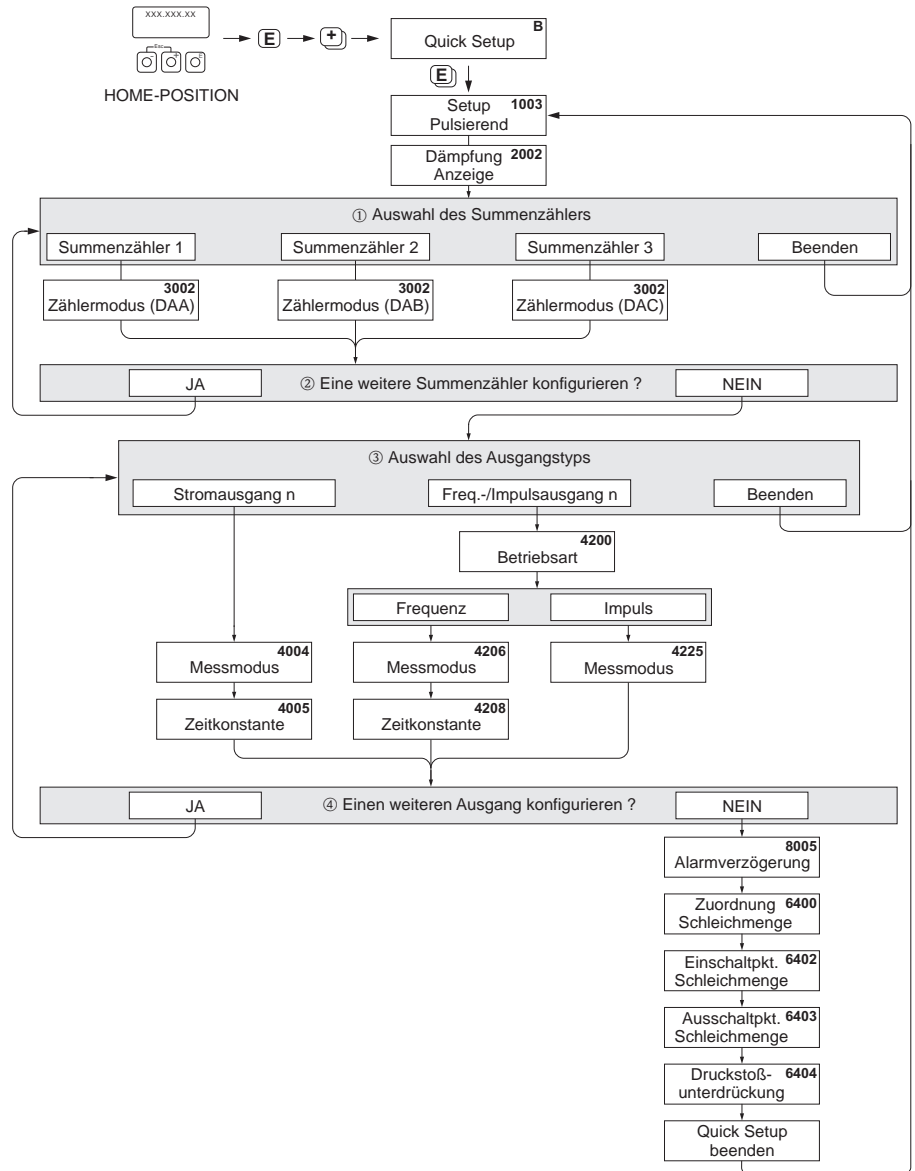 xxx.xxx.xx
Esc
- + E
HOME-POSITION
E
+
B
Quick Setup
E
Setup 1003
Pulsierend
Dämpfung 2002
Anzeige
① Auswahl des Summenzählers
Summenzähler 1
Summenzähler 2
Summenzähler 3
Beenden
3002
Zählermodus (DAA)
3002
Zählermodus (DAB)
3002
Zählermodus (DAC)
JA
② Eine weitere Summenzähler konfigurieren ?
NEIN
③ Auswahl des Ausgangstyps
Stromausgang n
Freq.-/Impulsausgang n
Beenden
4200
Betriebsart
Frequenz
Impuls
4004
Messmodus
4206
Messmodus
4225
Messmodus
4005
Zeitkonstante
4208
Zeitkonstante
JA
④ Einen weiteren Ausgang konfigurieren ?
NEIN
8005
Alarmverzögerung
Zuordnung 6400
Schleichmenge
Einschaltpkt. 6402
Schleichmenge
Ausschaltpkt. 6403
Schleichmenge
Druckstoß- 6404
unterdrückung
Quick Setup
beenden